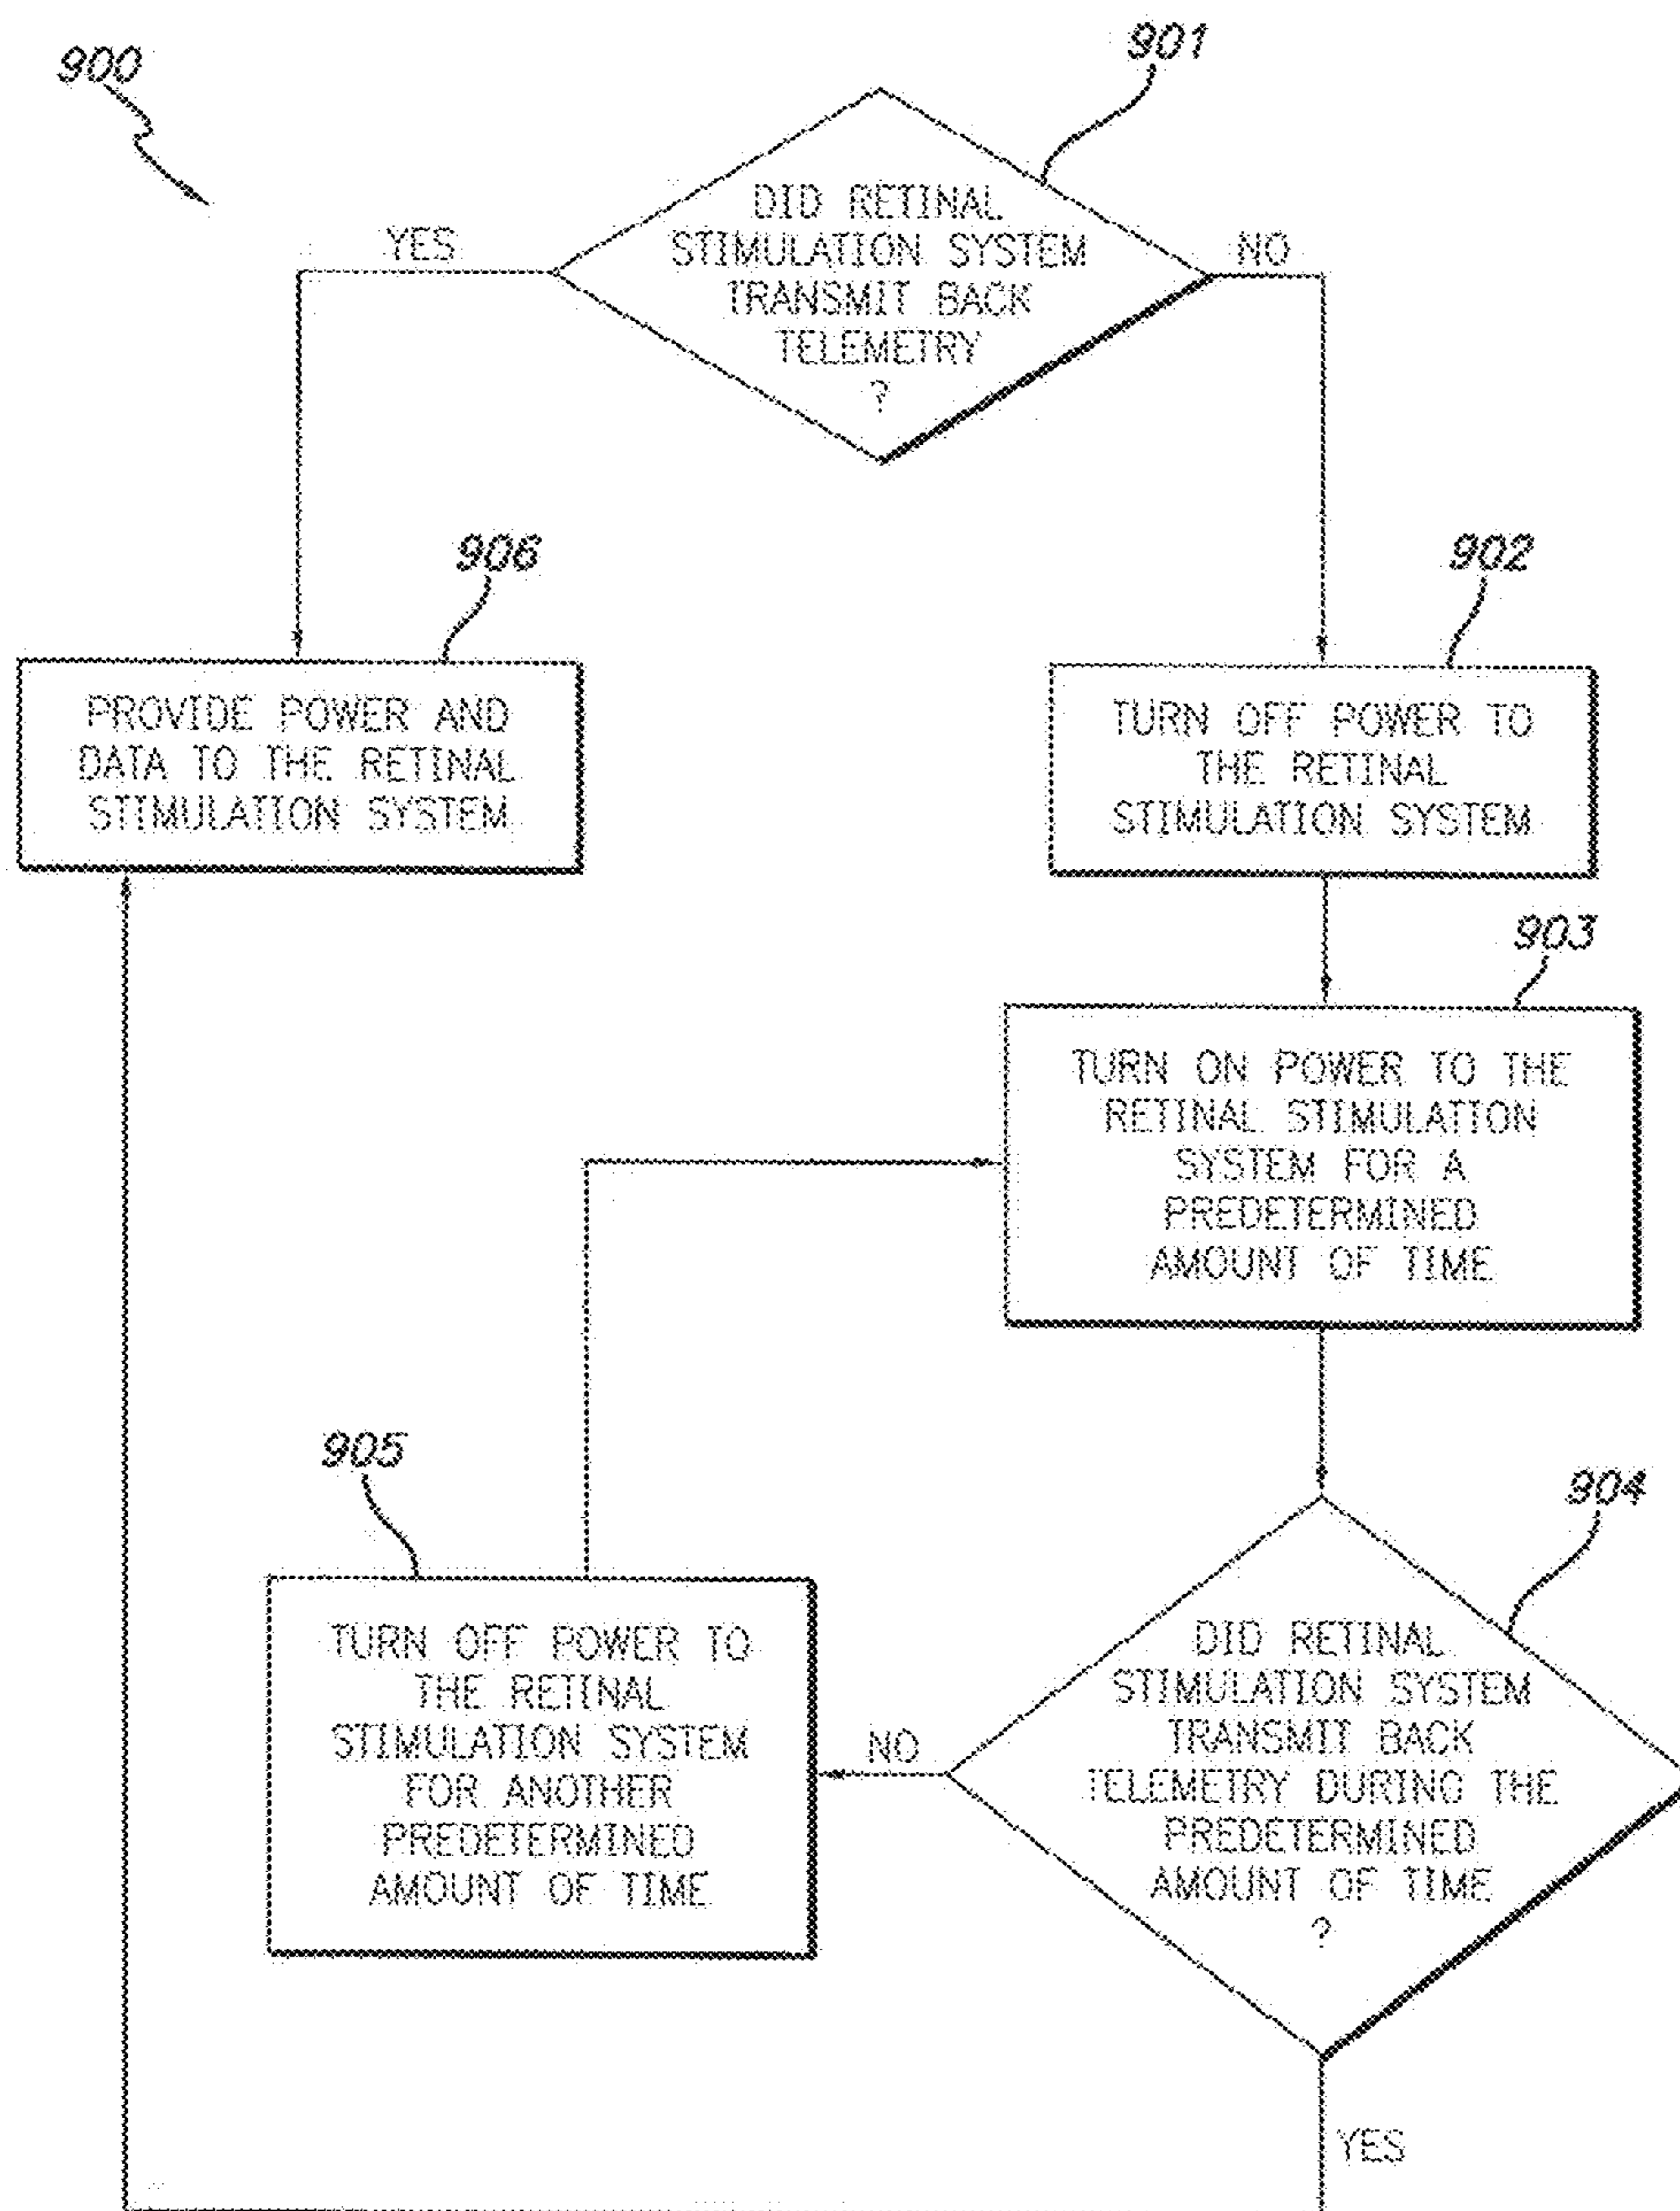 900
901
DID RETINAL
STIMULATION SYSTEM
TRANSMIT BACK
TELEMETRY
?
YES
NO
906
PROVIDE POWER AND
DATA TO THE RETINAL
STIMULATION SYSTEM
902
TURN OFF POWER TO
THE RETINAL
STIMULATION SYSTEM
903
TURN ON POWER TO THE
RETINAL STIMULATION
SYSTEM FOR A
PREDETERMINED
AMOUNT OF TIME
905
TURN OFF POWER TO
THE RETINAL
STIMULATION SYSTEM
FOR ANOTHER
PREDETERMINED
AMOUNT OF TIME
NO
904
DID RETINAL
STIMULATION SYSTEM
TRANSMIT BACK
TELEMETRY DURING THE
PREDETERMINED
AMOUNT OF TIME
?
YES